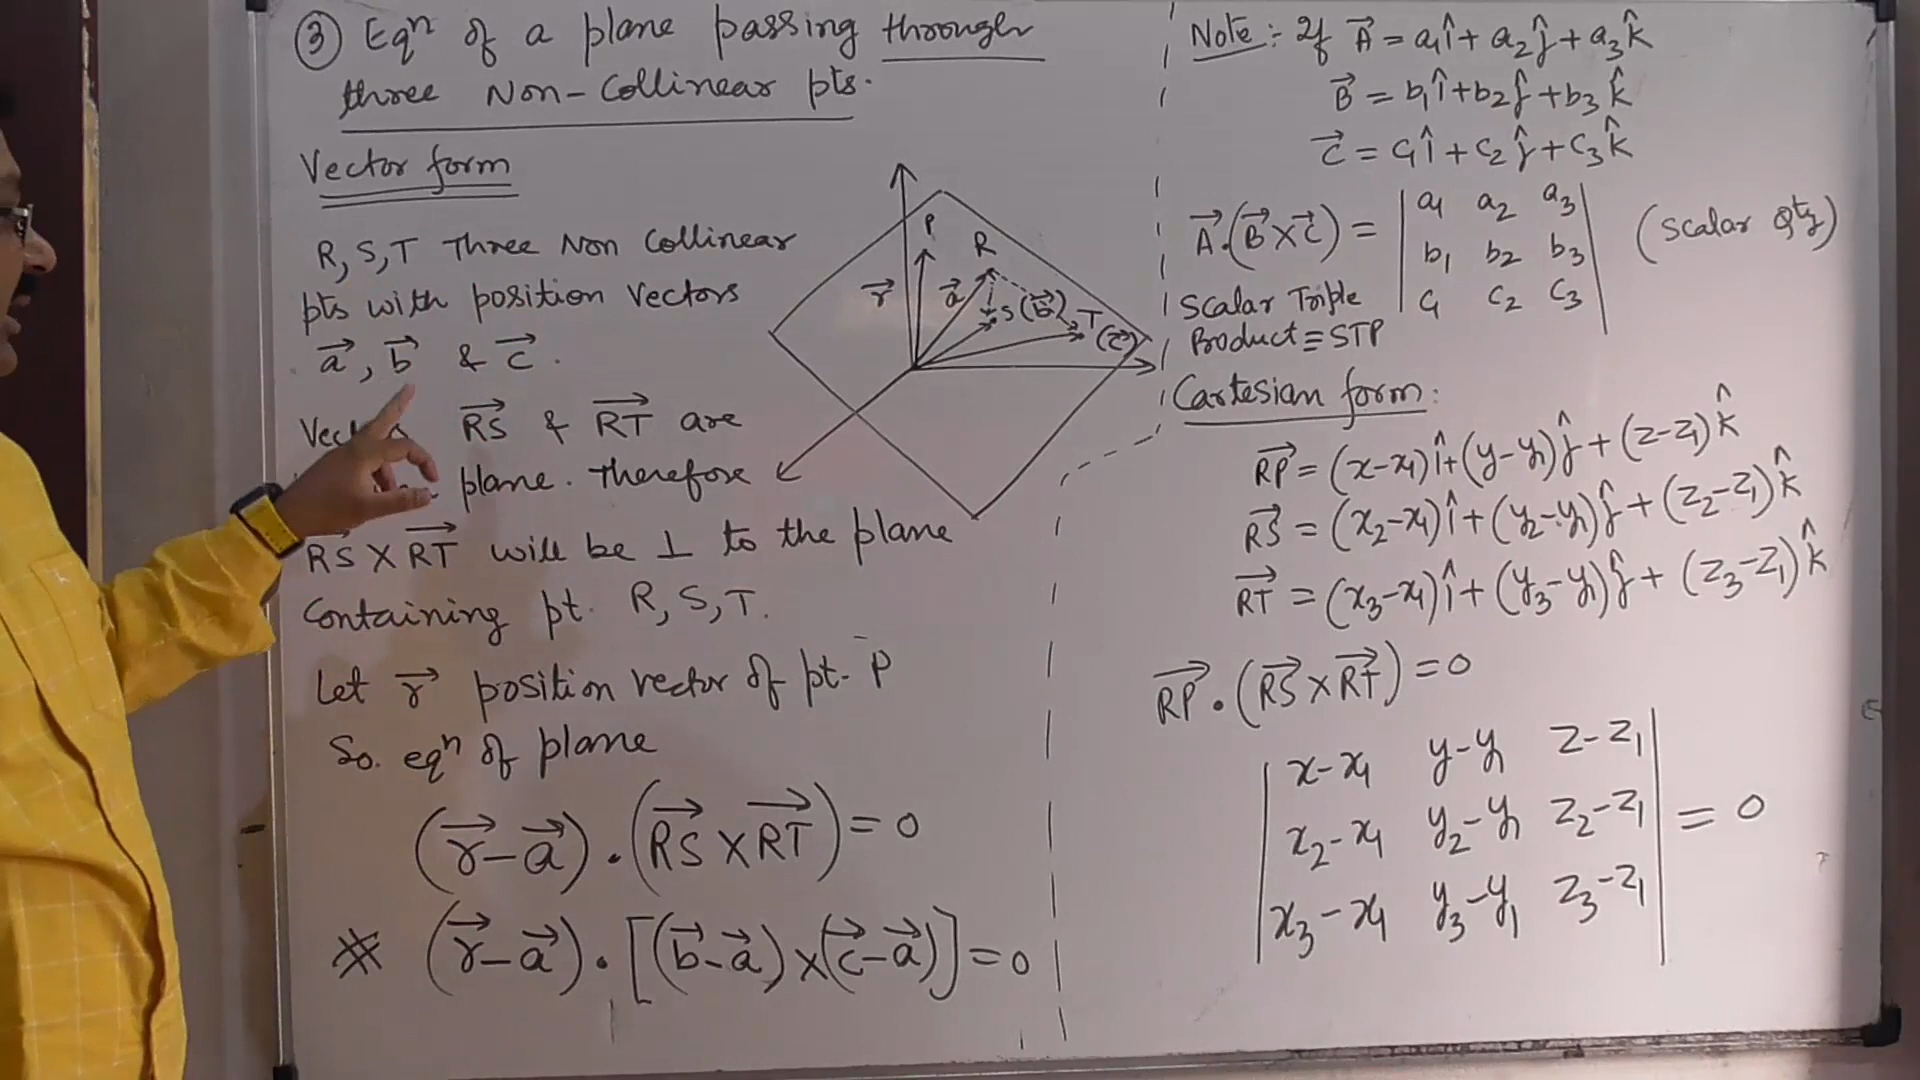 ③ Eqⁿ of a plane passing through
three Non-Collinear pts.
Vector form
R, S, T Three Non Collinear
pts with position vectors
a⃗, b⃗ & c⃗.
RS⃗ & RT⃗ are
plane. Therefore
RS⃗ × RT⃗ will be ⊥ to the plane
Containing pt. R, S, T.
Let r⃗ position vector of pt. P
So. eqⁿ of plane
(r⃗-a⃗).(RS⃗ × RT⃗) = 0
* (r⃗-a⃗).[(b⃗-a⃗)×(c⃗-a⃗)] = 0
P
R
r⃗
a⃗
S(b⃗)
T
(c⃗)
Note:- If A⃗ = a₁î + a₂ĵ + a₃k̂
B⃗ = b₁î + b₂ĵ + b₃k̂
C⃗ = c₁î + c₂ĵ + c₃k̂
A⃗.(B⃗×C⃗) = | a₁ a₂ a₃ | (Scalar Qty)
b₁ b₂ b₃
c₁ c₂ c₃
Scalar Triple
Product ≡ STP
Cartesian form:
RP⃗ = (x-x₁)î + (y-y₁)ĵ + (z-z₁)k̂
RS⃗ = (x₂-x₁)î + (y₂-y₁)ĵ + (z₂-z₁)k̂
RT⃗ = (x₃-x₁)î + (y₃-y₁)ĵ + (z₃-z₁)k̂
RP⃗.(RS⃗ × RT⃗) = 0
| x-x₁ y-y₁ z-z₁ |
| x₂-x₁ y₂-y₁ z₂-z₁ | = 0
| x₃-x₁ y₃-y₁ z₃-z₁ |